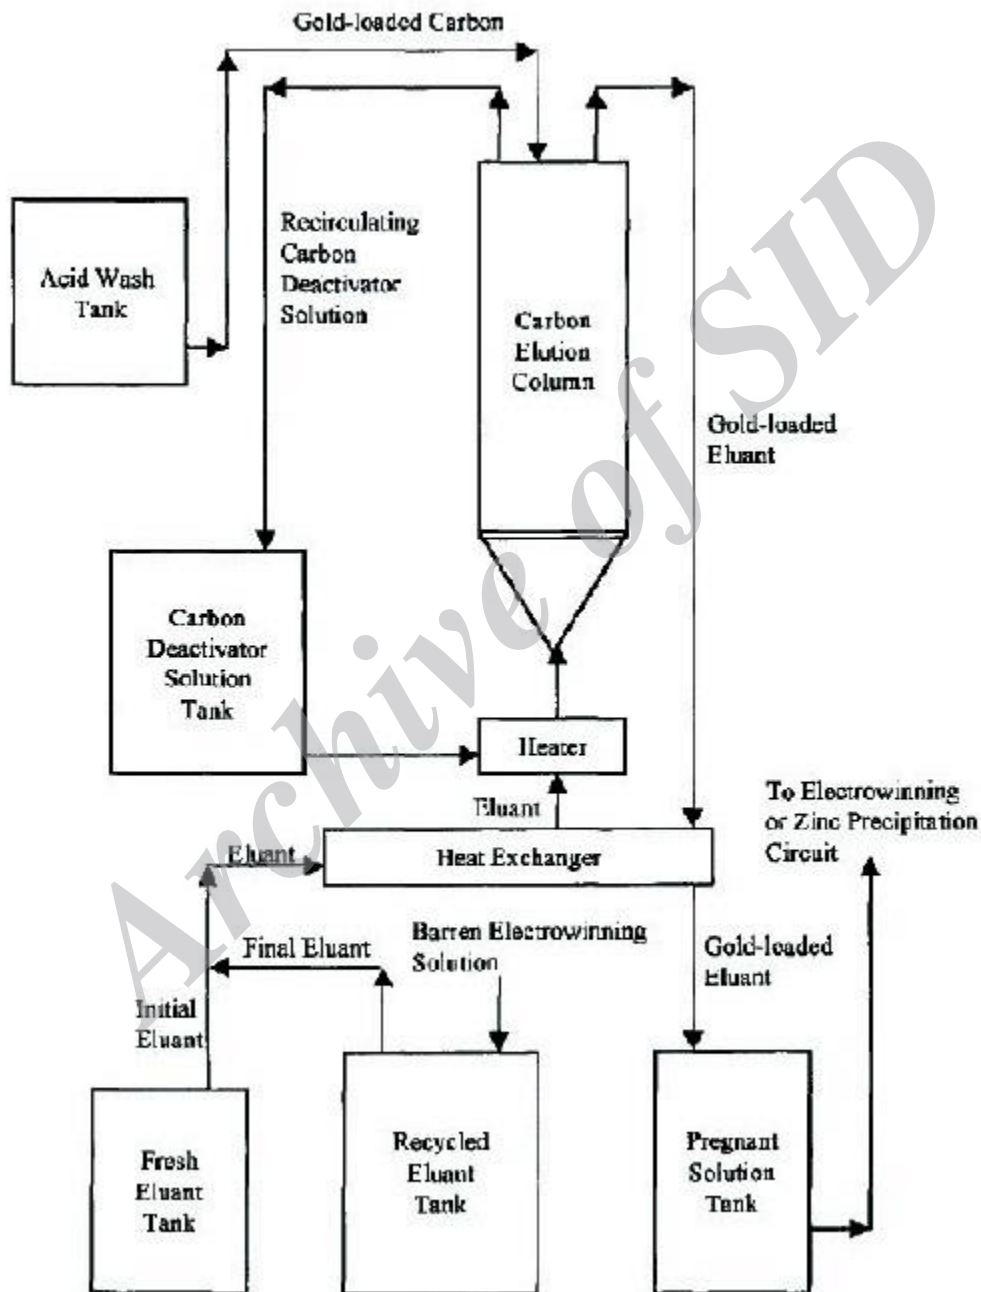 Gold-loaded Carbon
Acid Wash
Tank
Recirculating
Carbon
Deactivator
Solution
Carbon
Elution
Column
Gold-loaded
Eluant
Carbon
Deactivator
Solution
Tank
Heater
Eluant
To Electrowinning
or Zinc Precipitation
Circuit
Eluant
Heat Exchanger
Final Eluant
Barren Electrowinning
Solution
Gold-loaded
Eluant
Initial
Eluant
Fresh
Eluant
Tank
Recycled
Eluant
Tank
Pregnant
Solution
Tank
Archive of SID